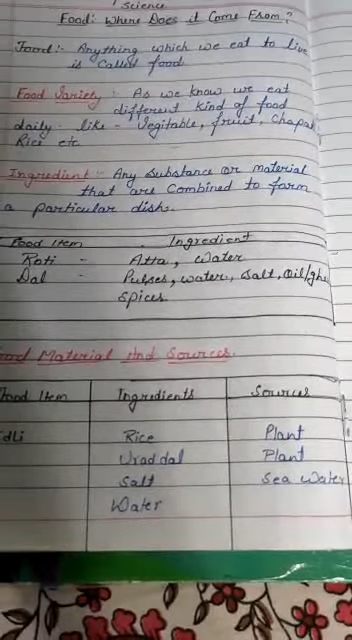 Science
Food: Where Does it Come From?
Food:- Anything which we eat to live
is Called food
Food Variety :- As we know we eat
different kind of food
daily like - Vegitable, fruit, Chapati
Rice etc
Ingredient:- Any Substance or material
that are Combined to form
a particular dish.
Food Item Ingredient
Roti - Atta, Water
Dal - Pulses, water, Salt, Oil/ghe
Spices
ood Material And Sources.
Food Item Ingredients Sources
dli Rice Plant
Urad dal Plant
Salt Sea Water
Water